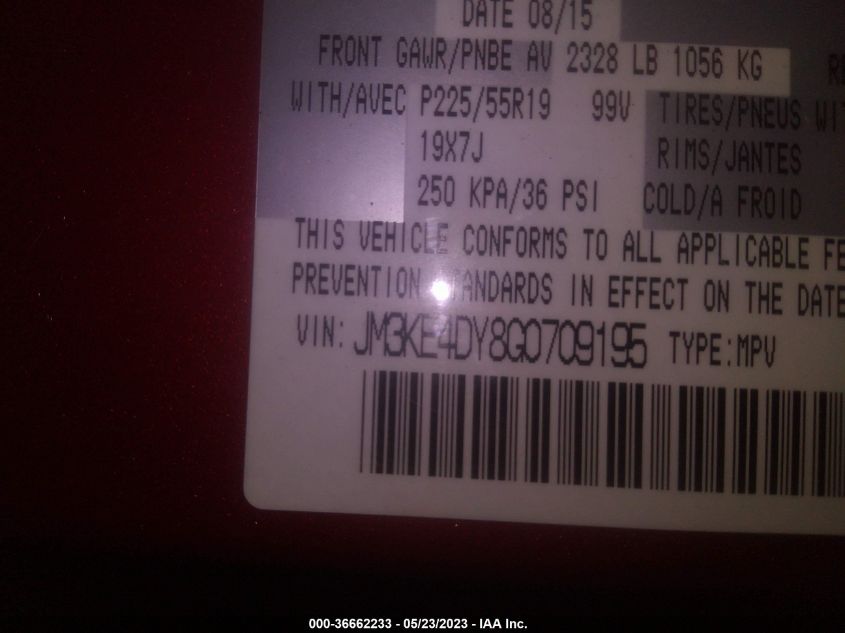 DATE 08/15
FRONT GAWR/PNBE AV 2328 LB 1056 KG
WITH/AVEC P225/55R19 99V TIRES/PNEUS
19X7J RIMS/JANTES
250 KPA/36 PSI COLD/A FROID
THIS VEHICLE CONFORMS TO ALL APPLICABLE FE
PREVENTION STANDARDS IN EFFECT ON THE DATE
VIN: JM3KE4DY8G0709195 TYPE:MPV
000-36662233 - 05/23/2023 - IAA Inc.